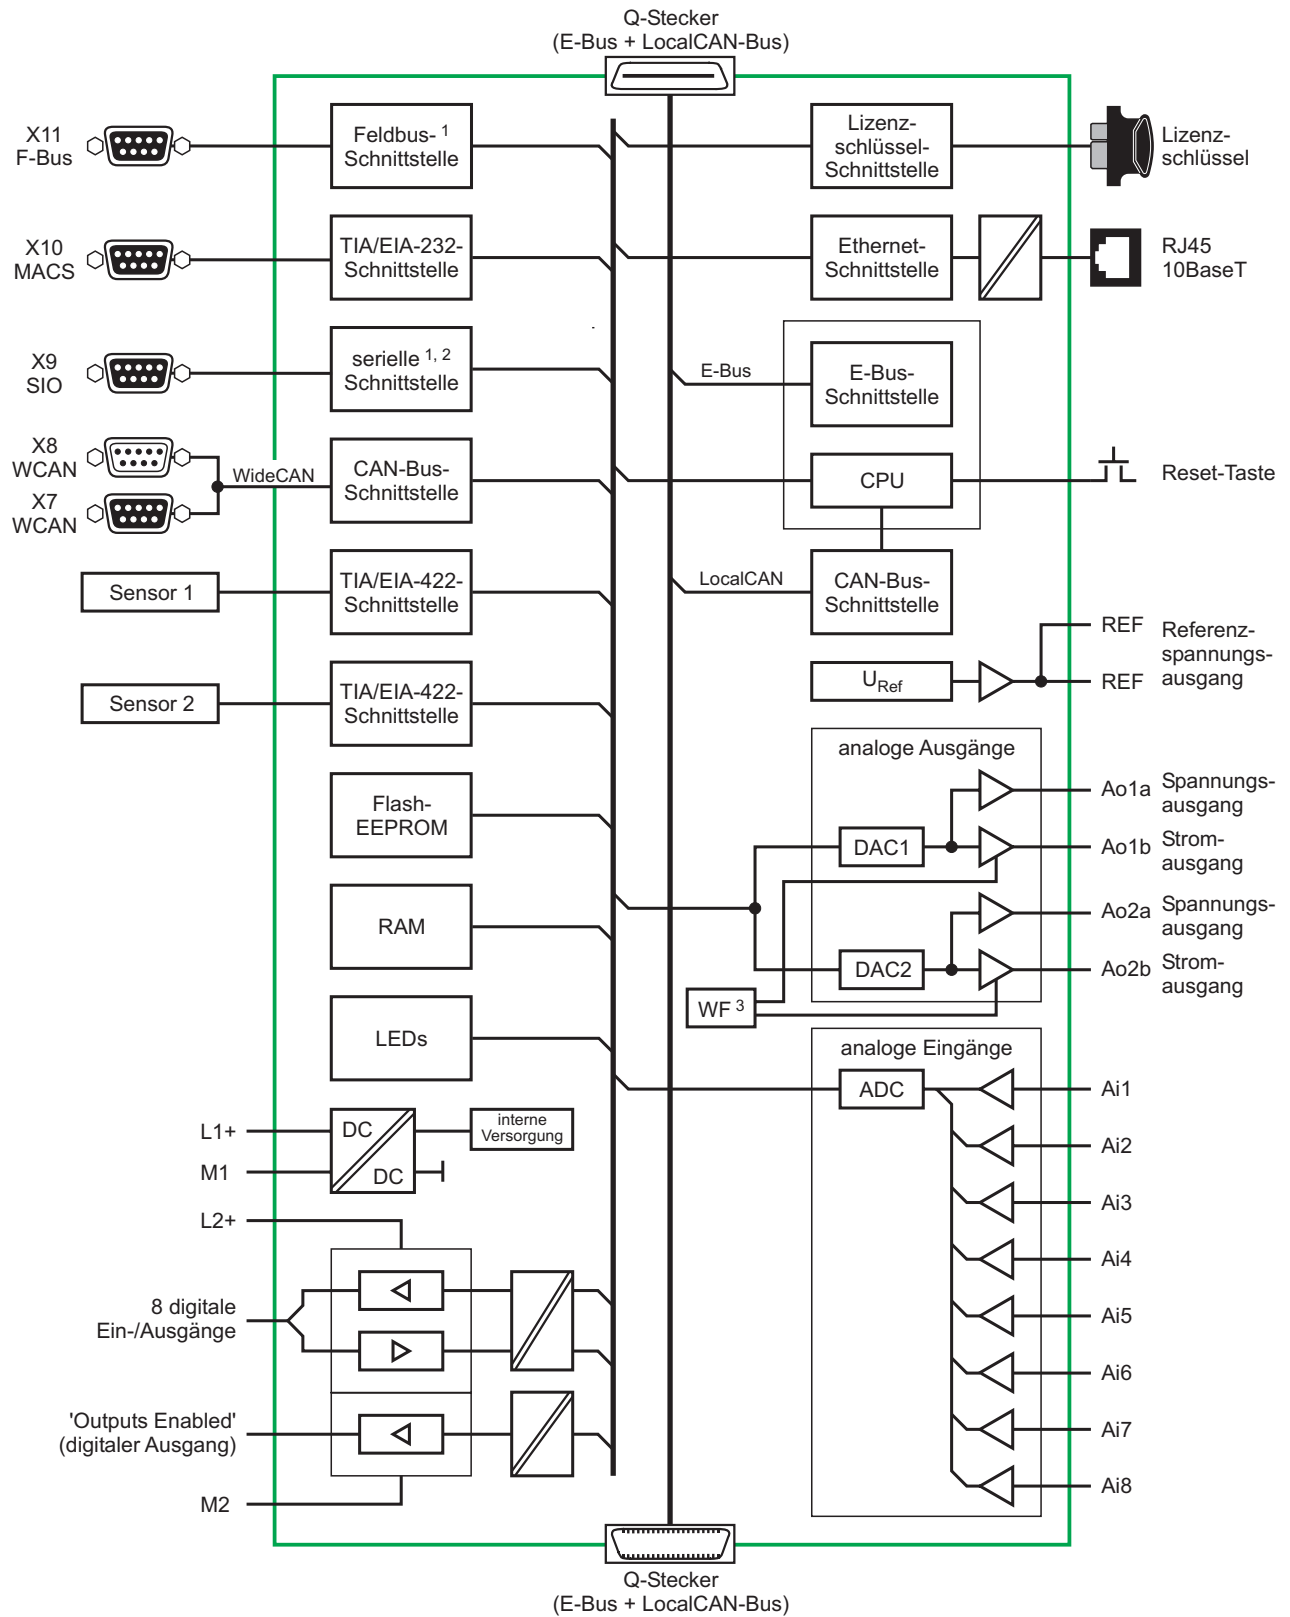 Q-Stecker
(E-Bus + LocalCAN-Bus)
X11
F-Bus
Feldbus- 1
Schnittstelle
Lizenz-
schlüssel-
Schnittstelle
Lizenz-
schlüssel
X10
MACS
TIA/EIA-232-
Schnittstelle
Ethernet-
Schnittstelle
RJ45
10BaseT
X9
SIO
serielle 1, 2
Schnittstelle
E-Bus
E-Bus-
Schnittstelle
X8
WCAN
X7
WCAN
WideCAN
CAN-Bus-
Schnittstelle
CPU
Reset-Taste
Sensor 1
TIA/EIA-422-
Schnittstelle
LocalCAN
CAN-Bus-
Schnittstelle
Sensor 2
TIA/EIA-422-
Schnittstelle
URef
REF
REF
Referenz-
spannungs-
ausgang
Flash-
EEPROM
analoge Ausgänge
Ao1a
Spannungs-
ausgang
DAC1
Ao1b
Strom-
ausgang
RAM
Ao2a
Spannungs-
ausgang
DAC2
Ao2b
Strom-
ausgang
WF 3
LEDs
analoge Eingänge
ADC
Ai1
Ai2
Ai3
Ai4
Ai5
Ai6
Ai7
Ai8
L1+
M1
DC
DC
interne
Versorgung
L2+
8 digitale
Ein-/Ausgänge
'Outputs Enabled'
(digitaler Ausgang)
M2
Q-Stecker
(E-Bus + LocalCAN-Bus)